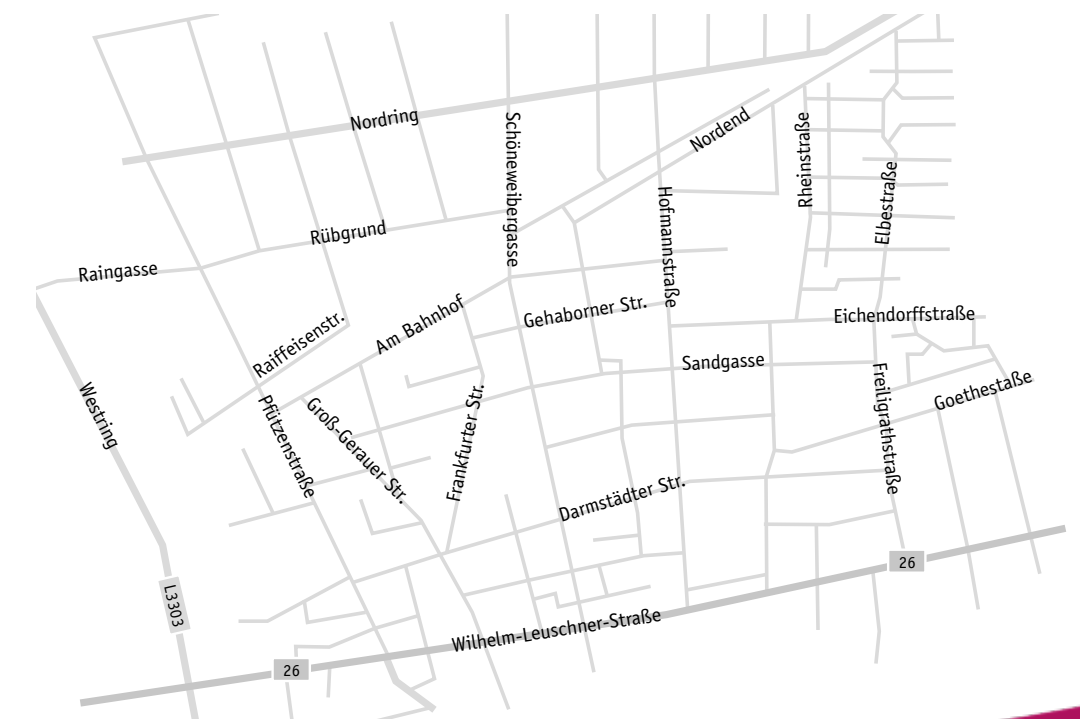 Nordring
Schöneweibergasse
Nordend
Rheinstraße
Elbestraße
Hofmannstraße
Rübgrund
Raingasse
Raiffeisenstr.
Am Bahnhof
Gehaborner Str.
Eichendorffstraße
Sandgasse
Westring
Pfützenstraße
Groß-Gerauer Str.
Frankfurter Str.
Freiligrathstraße
Goethestaße
Darmstädter Str.
26
L3303
Wilhelm-Leuschner-Straße
26